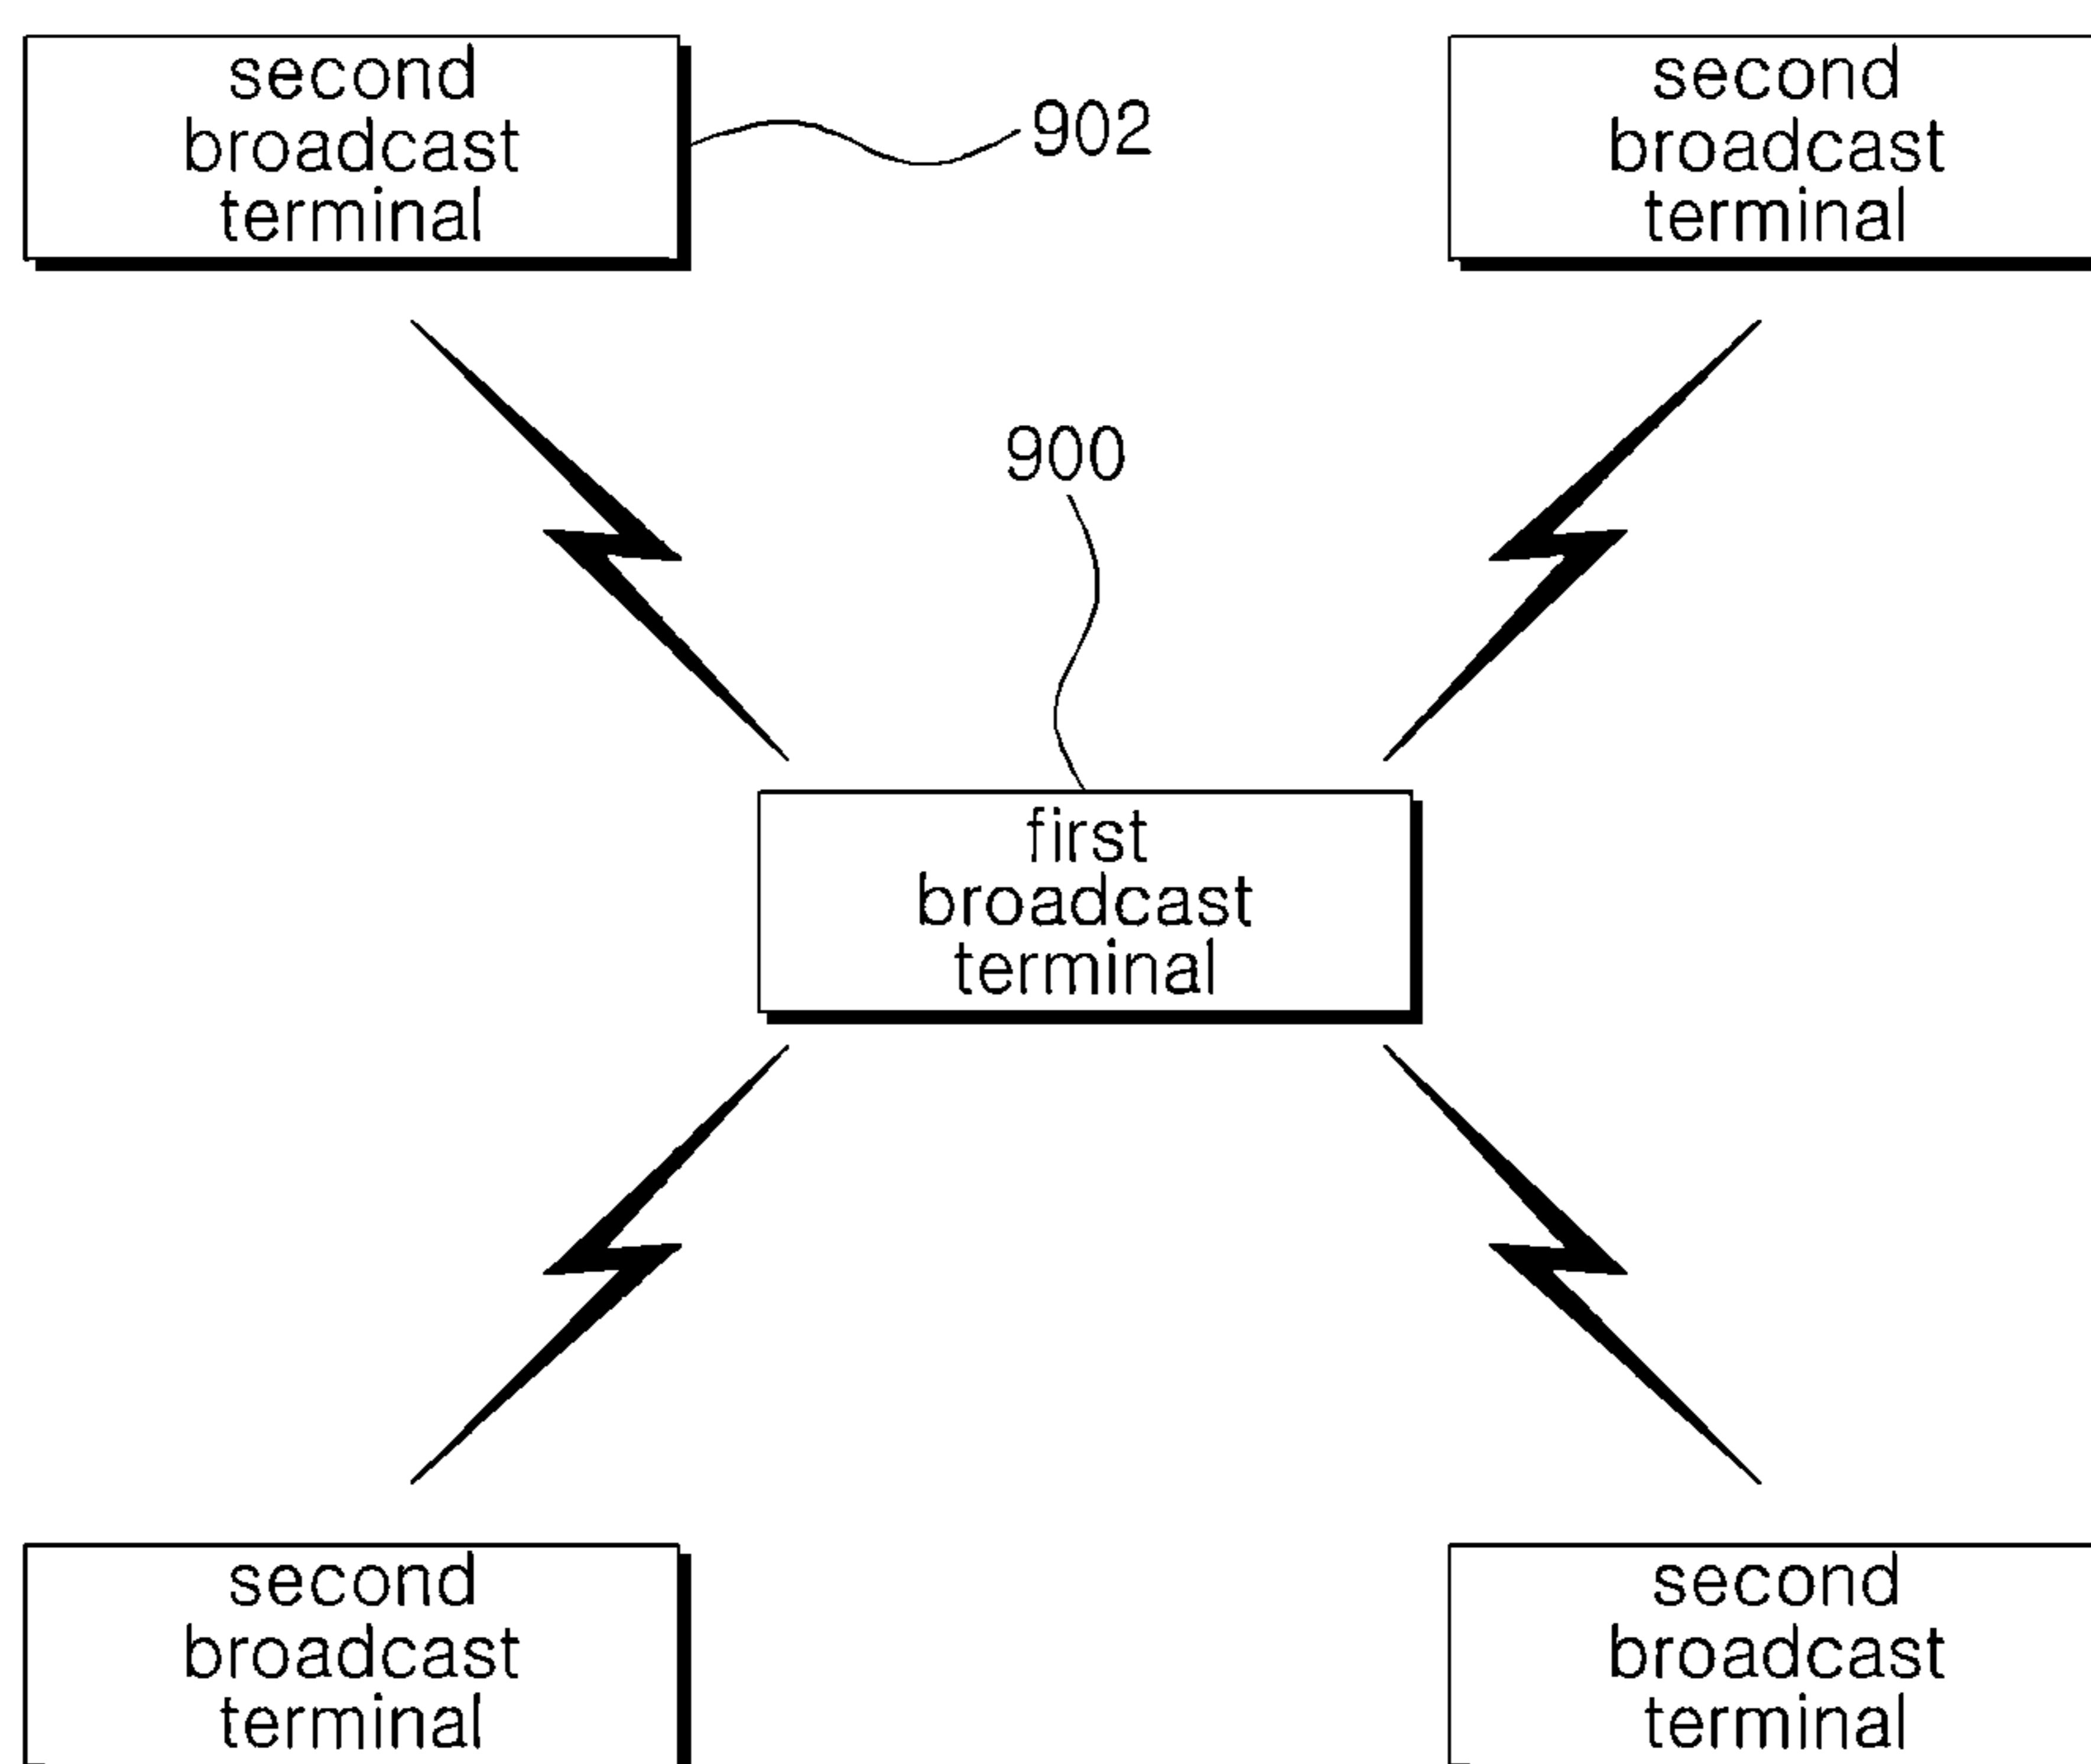 second
broadcast
terminal
902
second
broadcast
terminal
900
first
broadcast
terminal
second
broadcast
terminal
second
broadcast
terminal